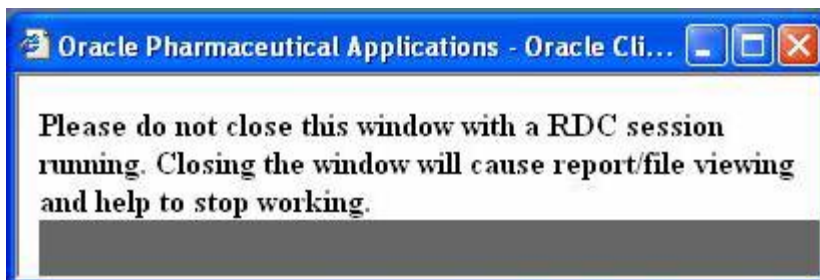 Oracle Pharmaceutical Applications - Oracle Cli...
Please do not close this window with a RDC session
running. Closing the window will cause report/file viewing
and help to stop working.